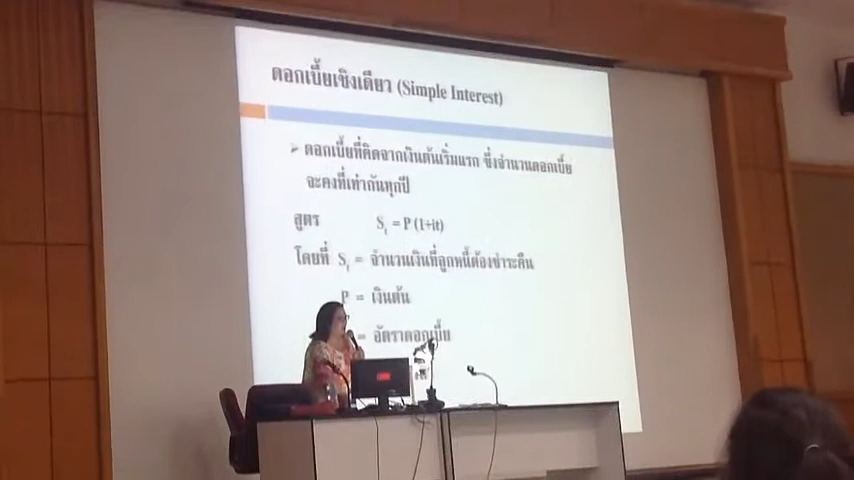 ดอกเบี้ยเชิงเดียว (Simple Interest)
ดอกเบี้ยที่คิดจากเงินต้นเริ่มแรก ซึ่งจำนวนดอกเบี้ย
จะคงที่เท่ากันทุกปี
สูตร Sₜ = P (1+it)
โดยที่ Sₜ = จำนวนเงินที่ลูกหนี้ต้องชำระคืน
P = เงินต้น
= อัตราดอกเบี้ย